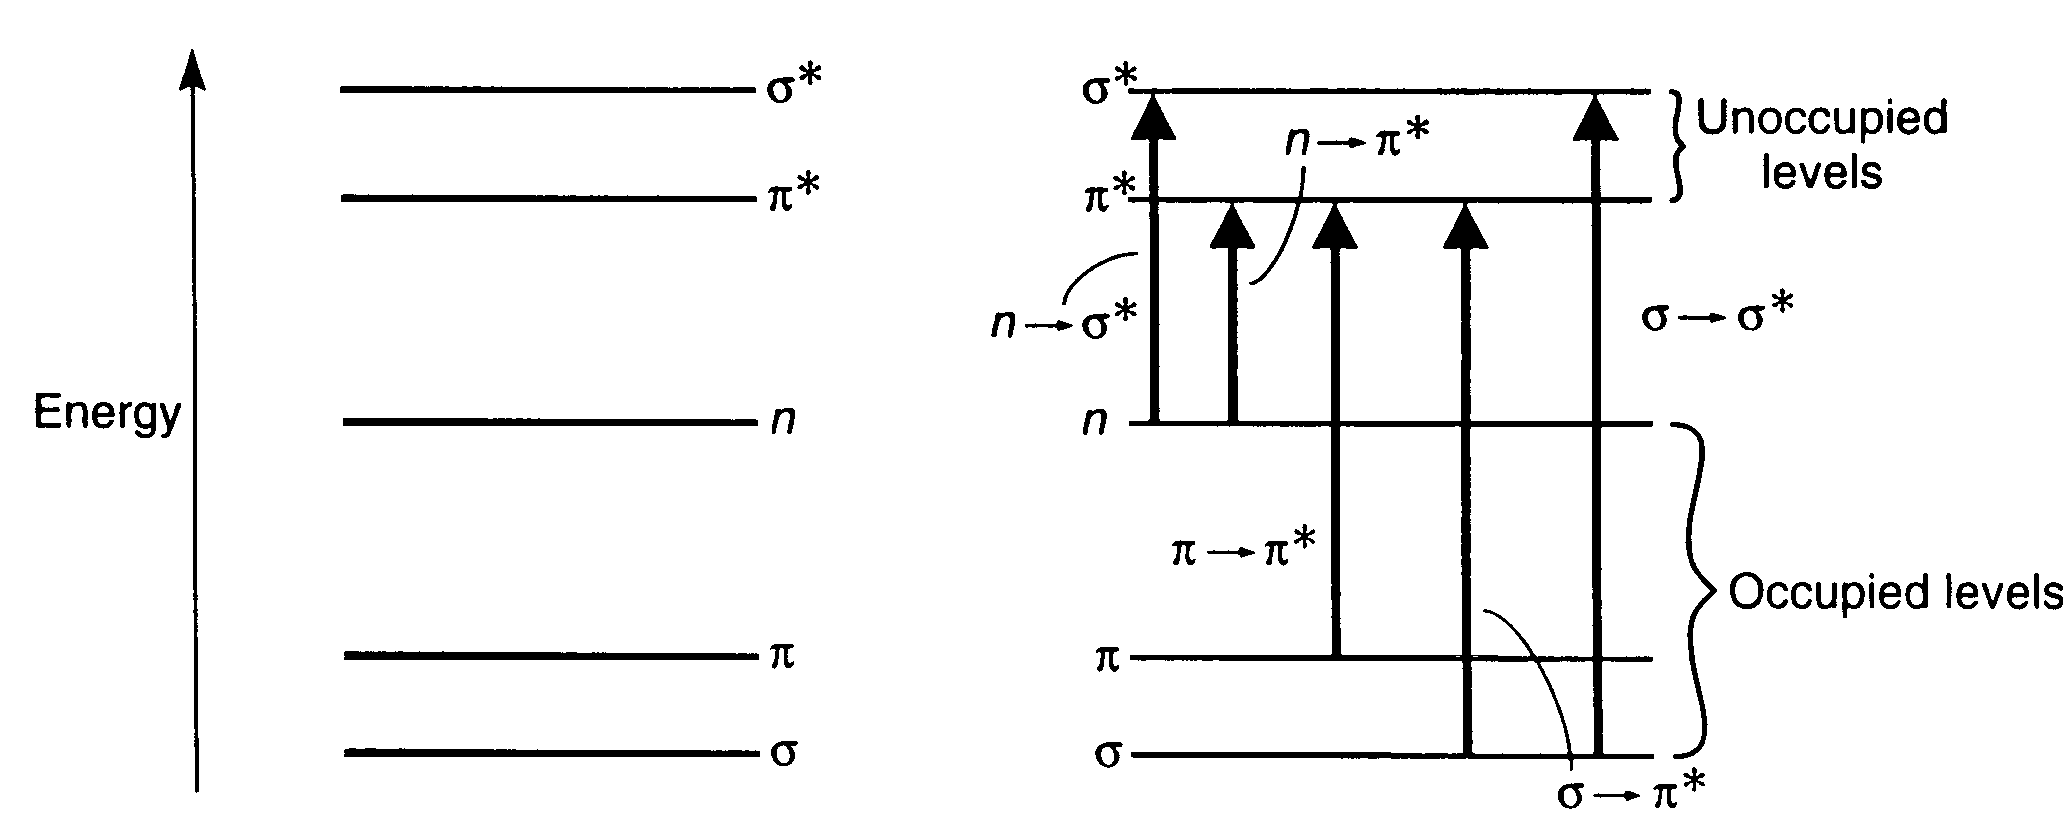 Energy
σ*
π*
n
π
σ
σ*
π*
n
π
σ
n → π*
n → σ*
π → π*
σ → σ*
σ → π*
Unoccupied
levels
Occupied levels